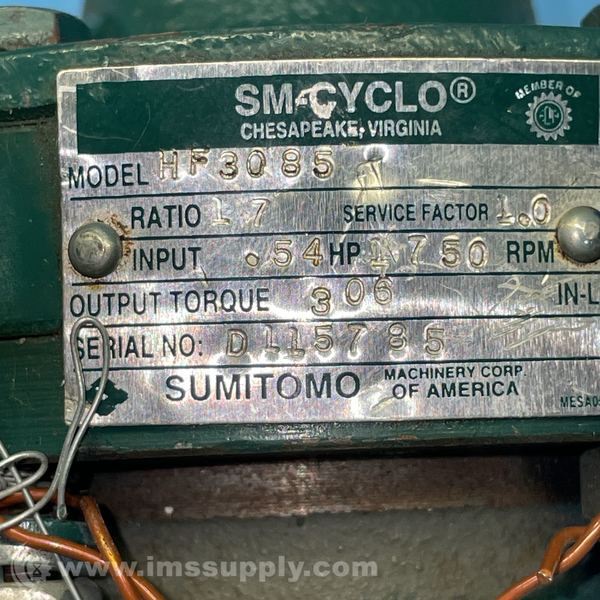 SM-CYCLO®
MEMBER OF
CHESAPEAKE, VIRGINIA
MODEL HF3085
RATIO 17 SERVICE FACTOR 1.0
INPUT .54 HP 1750 RPM
OUTPUT TORQUE 306 IN-L
SERIAL NO: D115785
SUMITOMO MACHINERY CORP.
OF AMERICA
www.imssupply.com